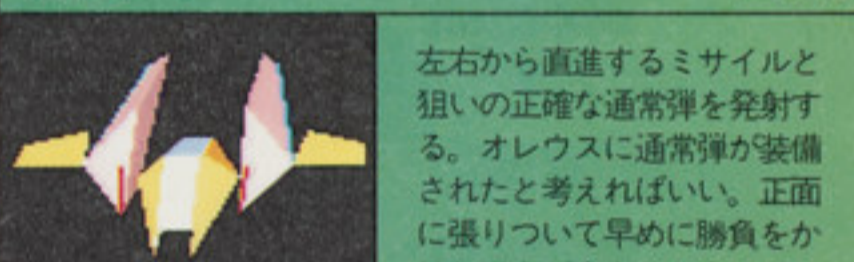 左右から直進するミサイルと
狙いの正確な通常弾を発射す
る。オレウスに通常弾が装備
されたと考えればいい。正面
に張りついて早めに勝負をか